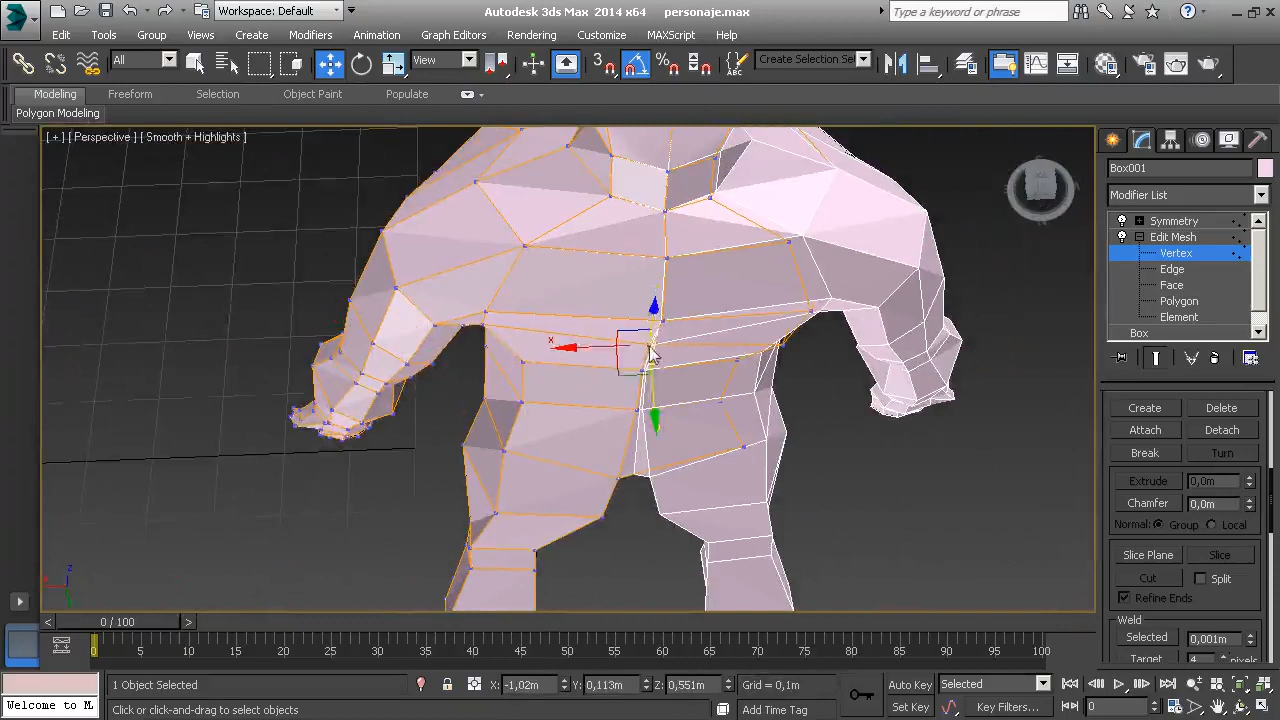 Workspace: Default
Autodesk 3ds Max 2014 x64 personaje.max
Type a keyword or phrase
Edit Tools Group Views Create Modifiers Animation Graph Editors Rendering Customize MAXScript Help
All View 3 Create Selection Se
Modeling Freeform Selection Object Paint Populate
Polygon Modeling
[ + ] [ Perspective ] [ Smooth + Highlights ]
Box001
Modifier List
Symmetry
Edit Mesh
Vertex
Edge
Face
Polygon
Element
Box
Create Delete
Attach Detach
Break Turn
Extrude 0,0m
Chamfer 0,0m
Normal: Group Local
Slice Plane Slice
Cut Split
Refine Ends
Weld
Selected 0,001m
Target 4 pixels
x
z
0 / 100
0 5 10 15 20 25 30 35 40 45 50 55 60 65 70 75 80 85 90 95 100
1 Object Selected X: -1,02m Y: 0,113m Z: 0,551m Grid = 0,1m Auto Key Selected
Welcome to M Click or click-and-drag to select objects Add Time Tag Set Key Key Filters... 0